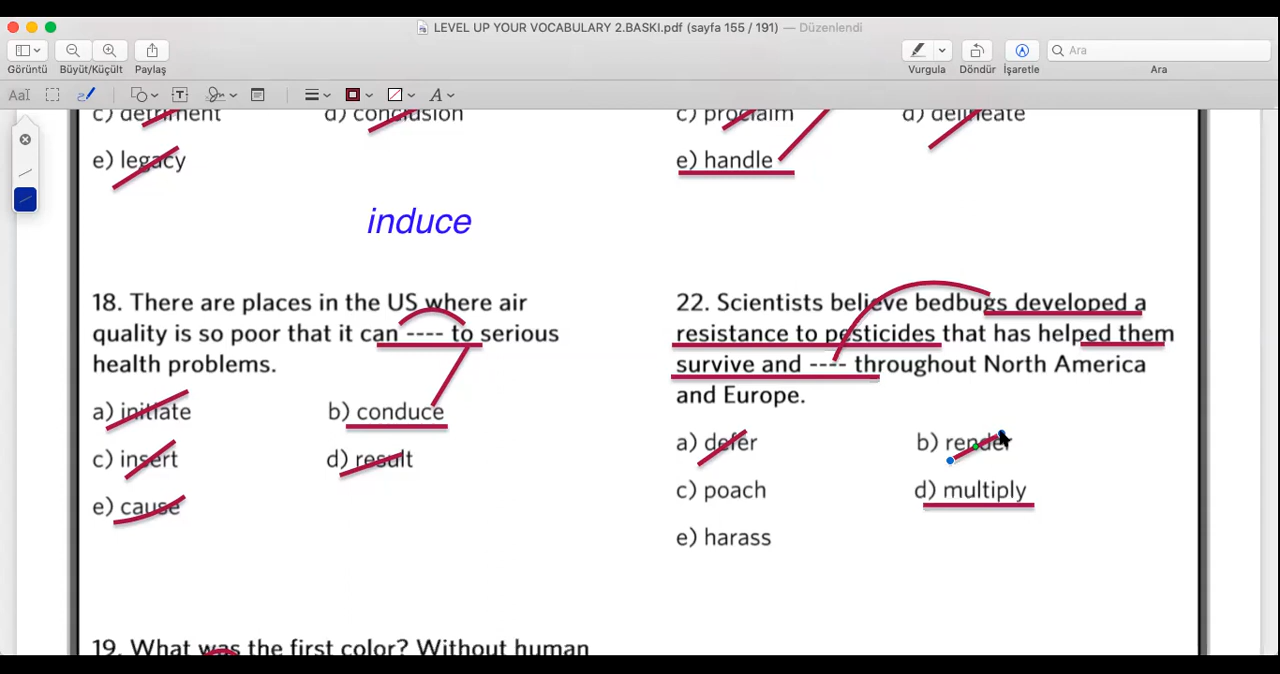 LEVEL UP YOUR VOCABULARY 2.BASKI.pdf (sayfa 155 / 191) — Düzenlendi
Görüntü Büyüt/Küçült Paylaş Vurgula Döndür İşaretle Ara
Ara
AaI T A
c) detriment d) conclusion
e) legacy
induce
18. There are places in the US where air
quality is so poor that it can ---- to serious
health problems.
a) initiate b) conduce
c) insert d) result
e) cause
19. What was the first color? Without human
c) proclaim d) delineate
e) handle
22. Scientists believe bedbugs developed a
resistance to pesticides that has helped them
survive and ---- throughout North America
and Europe.
a) defer b) render
c) poach d) multiply
e) harass